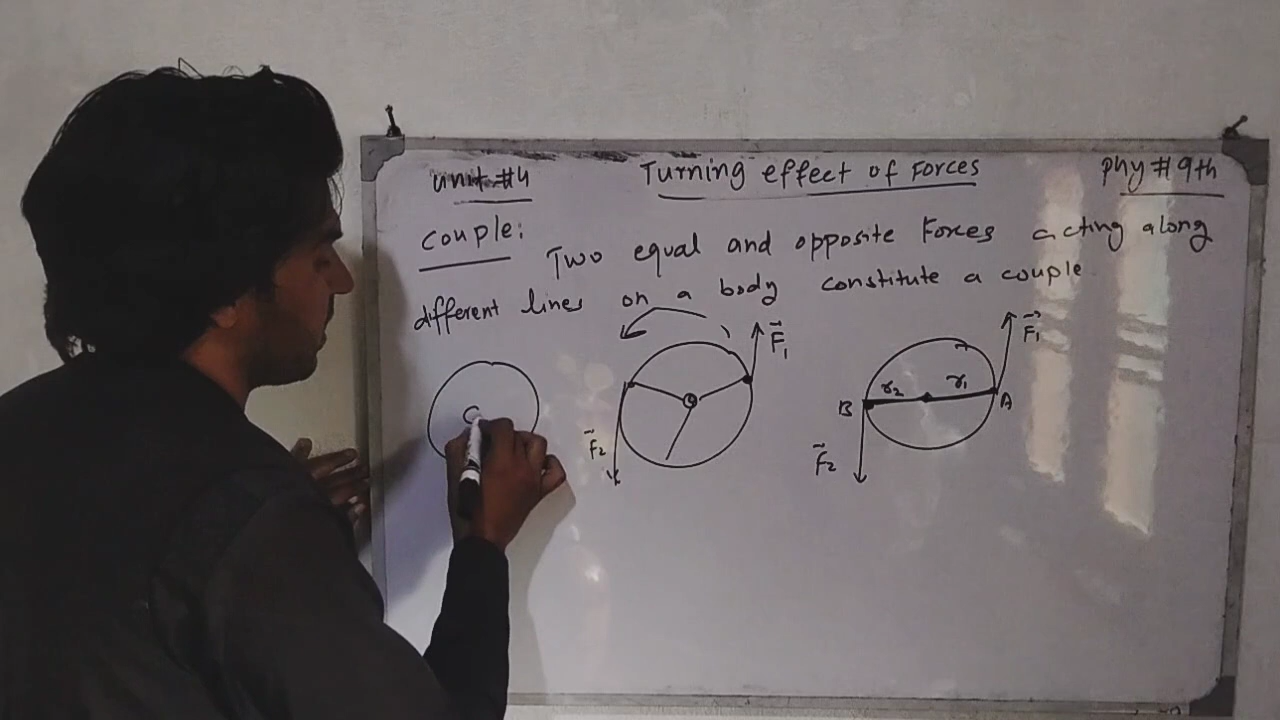 unit #4 Turning effect of Forces phy # 9th
couple: Two equal and opposite Forces acting along
different lines on a body constitute a couple
F₁ F₂
F₁ r₂ r₁ B A F₂